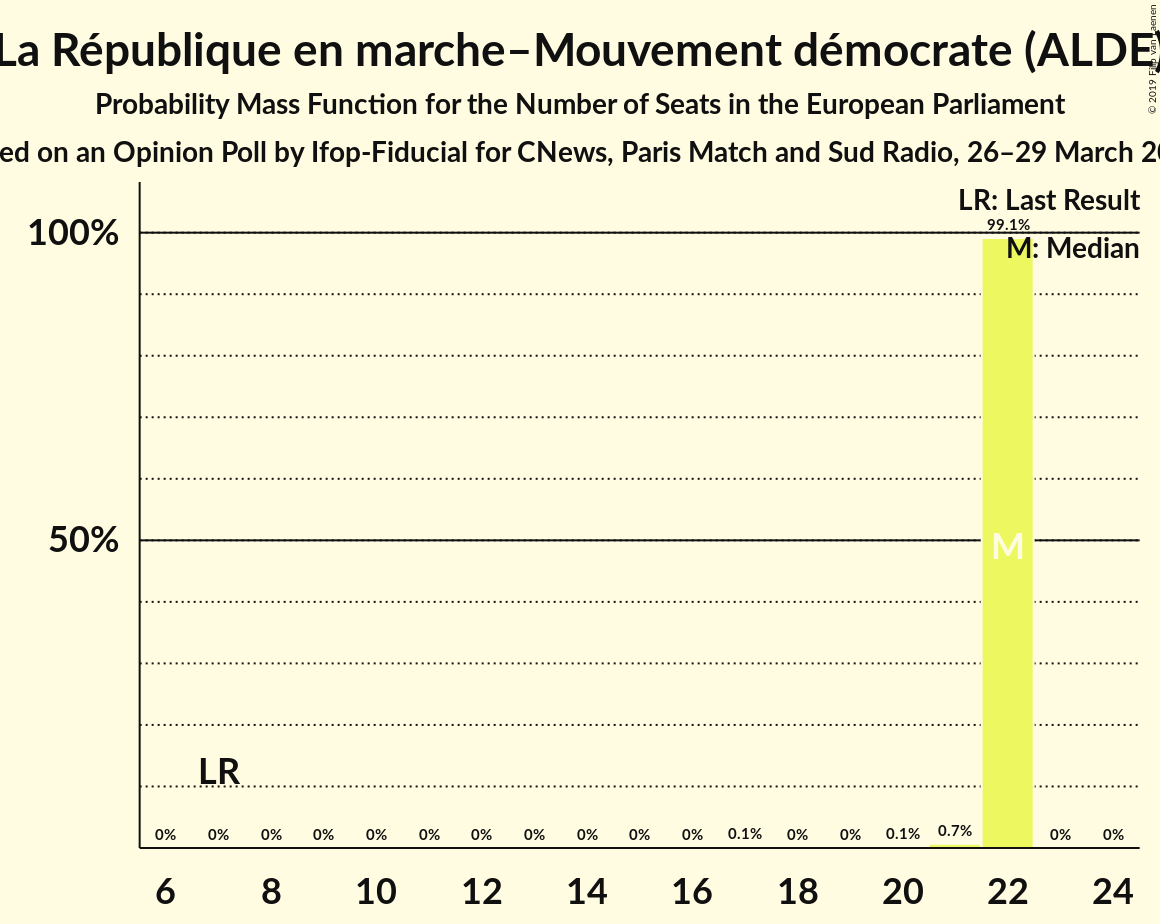 La République en marche–Mouvement démocrate (ALDE)
Probability Mass Function for the Number of Seats in the European Parliament
on an Opinion Poll by Ifop-Fiducial for CNews, Paris Match and Sud Radio, 26–29 March
© 2019 Filip van Laenen
LR: Last Result
M: Median
100%
50%
99.1%
M
LR
0% 0% 0% 0% 0% 0% 0% 0% 0% 0% 0% 0.1% 0% 0% 0.1% 0.7% 0% 0%
6 8 10 12 14 16 18 20 22 24